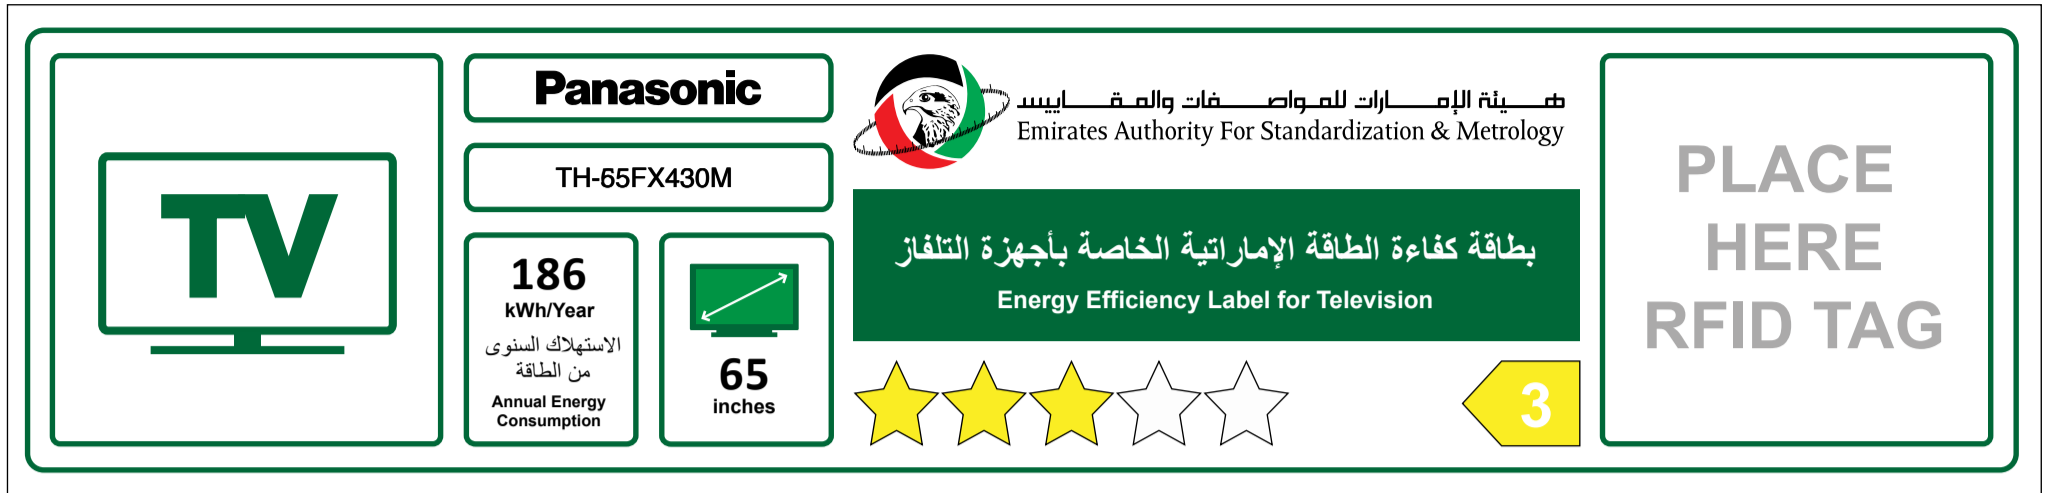 TV
Panasonic
TH-65FX430M
186
kWh/Year
الاستهلاك السنوى
من الطاقة
Annual Energy
Consumption
65
inches
هيئة الإمارات للمواصفات والمقاييس
Emirates Authority For Standardization & Metrology
بطاقة كفاءة الطاقة الإماراتية الخاصة بأجهزة التلفاز
Energy Efficiency Label for Television
3
PLACE
HERE
RFID TAG